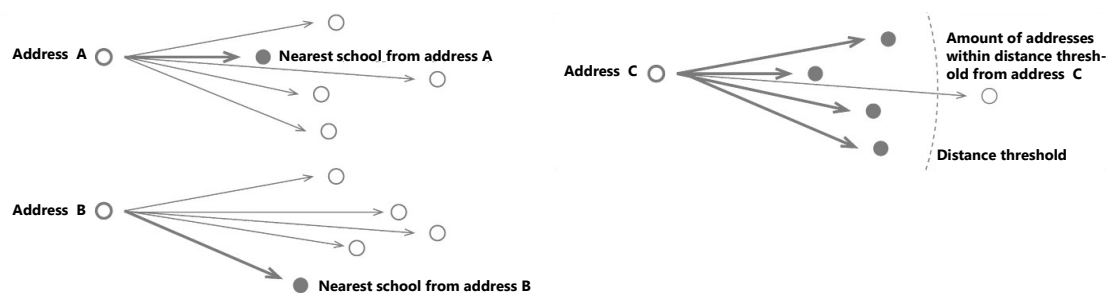 Address A
Nearest school from address A
Address B
Nearest school from address B
Address C
Amount of addresses
within distance thresh-
old from address C
Distance threshold